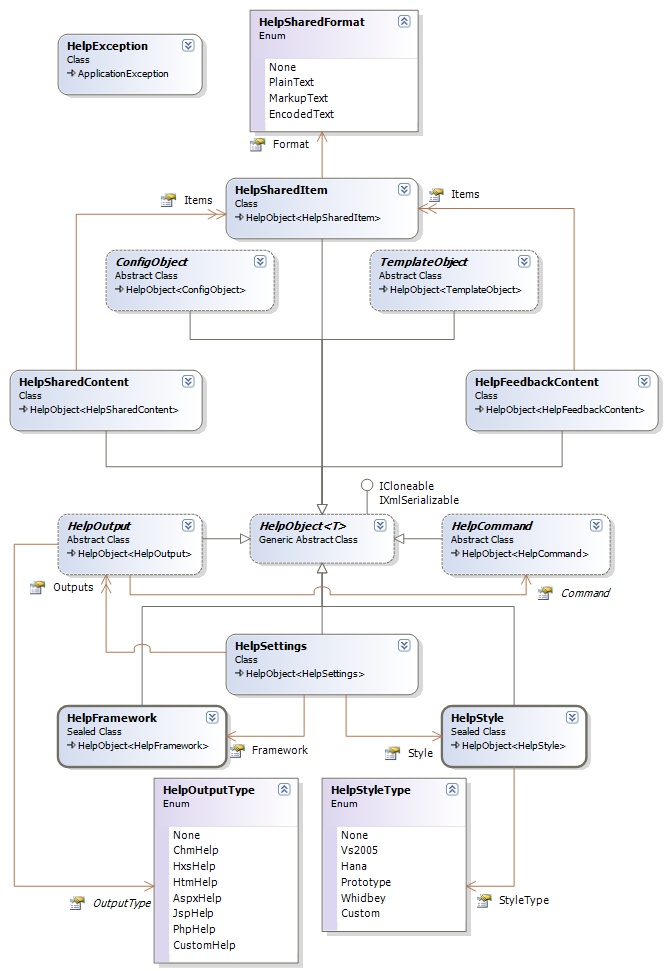 HelpException
Class
ApplicationException
HelpSharedFormat
Enum
None
PlainText
MarkupText
EncodedText
Format
HelpSharedItem
Class
HelpObject<HelpSharedItem>
Items
Items
ConfigObject
Abstract Class
HelpObject<ConfigObject>
TemplateObject
Abstract Class
HelpObject<TemplateObject>
HelpSharedContent
Class
HelpObject<HelpSharedContent>
HelpFeedbackContent
Class
HelpObject<HelpFeedbackContent>
ICloneable
IXmlSerializable
HelpOutput
Abstract Class
HelpObject<HelpOutput>
HelpObject<T>
Generic Abstract Class
HelpCommand
Abstract Class
HelpObject<HelpCommand>
Outputs
Command
HelpSettings
Class
HelpObject<HelpSettings>
HelpFramework
Sealed Class
HelpObject<HelpFramework>
Framework
Style
HelpStyle
Sealed Class
HelpObject<HelpStyle>
HelpOutputType
Enum
None
ChmHelp
HxsHelp
HtmHelp
AspxHelp
JspHelp
PhpHelp
CustomHelp
OutputType
HelpStyleType
Enum
None
Vs2005
Hana
Prototype
Whidbey
Custom
StyleType